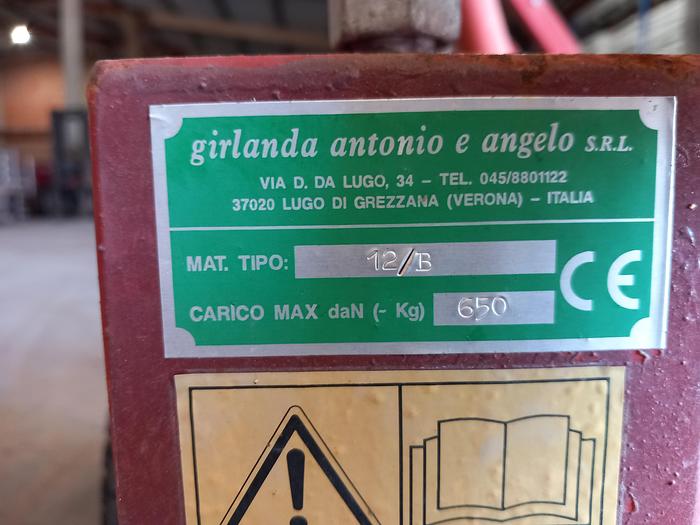 girlanda antonio e angelo S.R.L.
VIA D. DA LUGO, 34 – TEL. 045/8801122
37020 LUGO DI GREZZANA (VERONA) – ITALIA
MAT. TIPO: 12/B
CARICO MAX daN (~ Kg) 650
CE